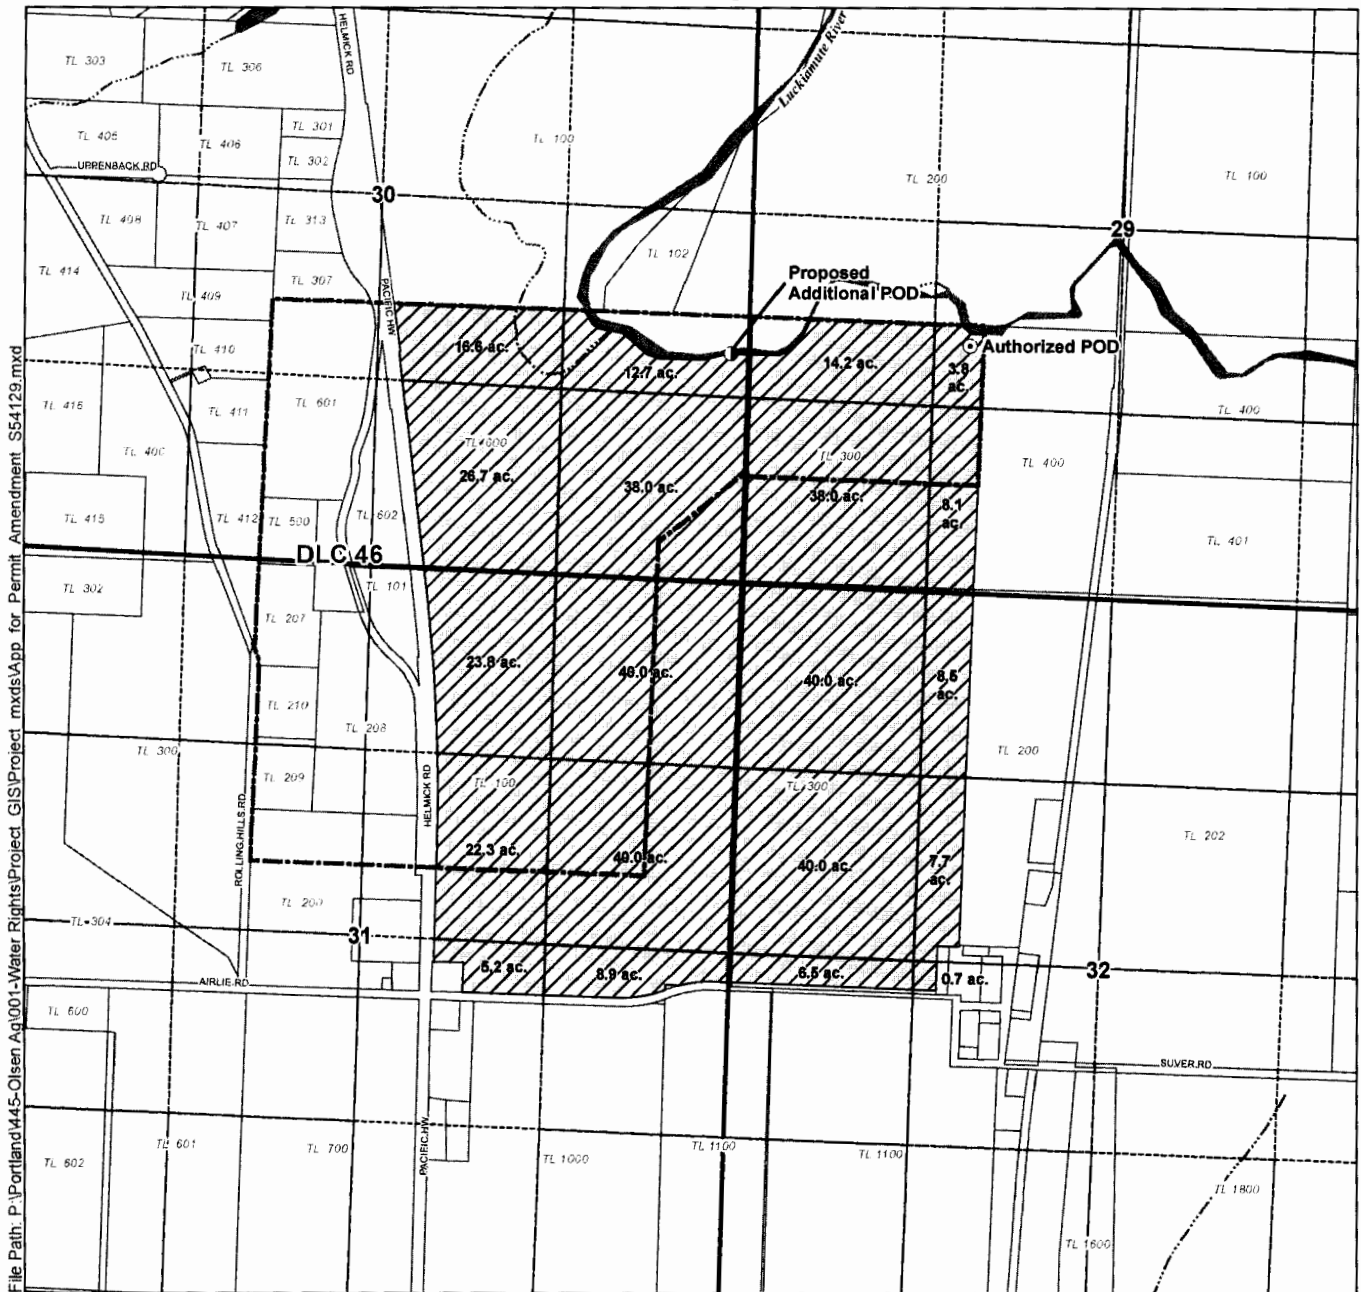 HELMICK RD
Luckiamute River
TL 303
TL 306
TL 301
TL 100
TL 405
TL 406
TL 302
UPPENBACK RD
30
TL 200
TL 100
TL 408
TL 407
TL 313
29
TL 102
TL 414
TL 409
TL 307
PACIFIC HW
Proposed
Additional POD
Authorized POD
TL 410
16.6 ac.
12.7 ac.
14.2 ac.
3.8
ac.
TL 416
TL 411
TL 601
TL 400
TL 400
TL 600
TL 300
TL 400
26.7 ac.
38.0 ac.
38.0 ac.
8.1
ac.
TL 415
TL 412
TL 500
TL 602
TL 401
DLC 46
TL 302
TL 101
TL 207
23.8 ac.
40.0 ac.
40.0 ac.
8.5
ac.
TL 210
TL 208
TL 300
TL 200
TL 209
TL 100
TL 300
ROLLING HILLS RD
HELMICK RD
TL 202
22.3 ac.
40.0 ac.
40.0 ac.
7.7
ac.
TL 200
TL 304
31
32
5.2 ac.
8.9 ac.
6.5 ac.
0.7 ac.
AIRLIE RD
TL 600
SUVER RD
TL 601
TL 700
PACIFIC HW
TL 602
TL 1000
TL 1100
TL 1100
TL 1800
TL 1600
File Path: P:\Portland\445-Olsen Ag\001-Water Rights\Project GIS\Project mxds\App for Permit Amendment S54129.mxd